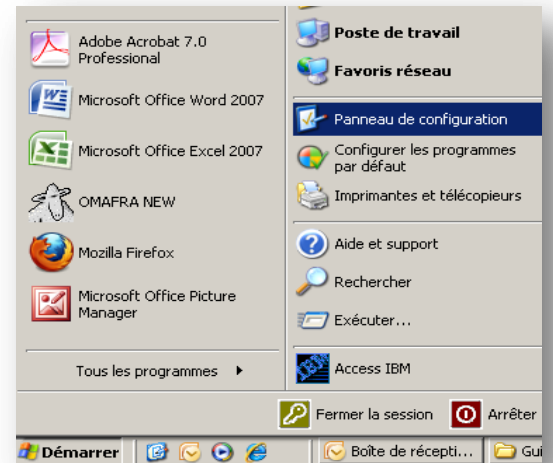 Adobe Acrobat 7.0
Professional
Microsoft Office Word 2007
Microsoft Office Excel 2007
OMAFRA NEW
Mozilla Firefox
Microsoft Office Picture
Manager
Tous les programmes
Poste de travail
Favoris réseau
Panneau de configuration
Configurer les programmes
par défaut
Imprimantes et télécopieurs
Aide et support
Rechercher
Exécuter...
IBM
Access IBM
Fermer la session
Arrêter
Démarrer
Boîte de récepti...
Gui